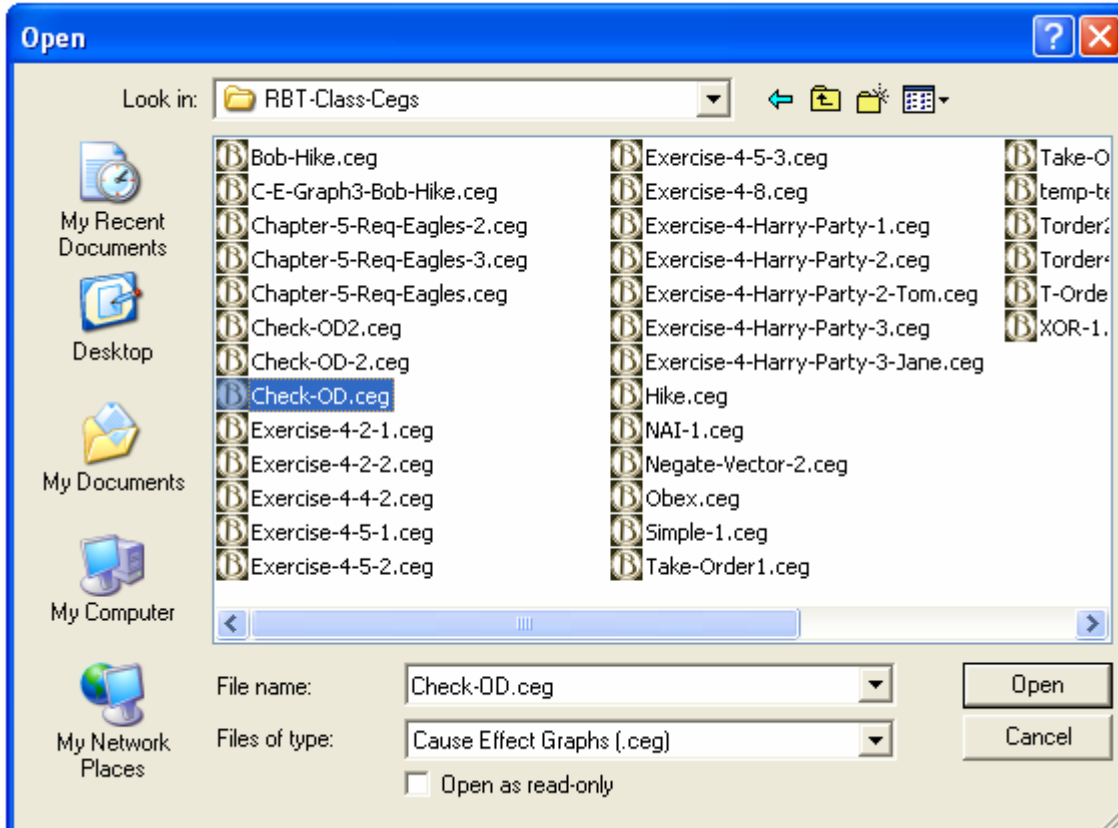 Open
Look in: RBT-Class-Cegs
My Recent
Documents
Desktop
My Documents
My Computer
My Network
Places
Bob-Hike.ceg
C-E-Graph3-Bob-Hike.ceg
Chapter-5-Req-Eagles-2.ceg
Chapter-5-Req-Eagles-3.ceg
Chapter-5-Req-Eagles.ceg
Check-OD2.ceg
Check-OD-2.ceg
Check-OD.ceg
Exercise-4-2-1.ceg
Exercise-4-2-2.ceg
Exercise-4-4-2.ceg
Exercise-4-5-1.ceg
Exercise-4-5-2.ceg
Exercise-4-5-3.ceg
Exercise-4-8.ceg
Exercise-4-Harry-Party-1.ceg
Exercise-4-Harry-Party-2.ceg
Exercise-4-Harry-Party-2-Tom.ceg
Exercise-4-Harry-Party-3.ceg
Exercise-4-Harry-Party-3-Jane.ceg
Hike.ceg
NAI-1.ceg
Negate-Vector-2.ceg
Obex.ceg
Simple-1.ceg
Take-Order1.ceg
Take-O
temp-te
Torder2
Torder
T-Orde
XOR-1.
File name: Check-OD.ceg Open
Files of type: Cause Effect Graphs (.ceg) Cancel
Open as read-only